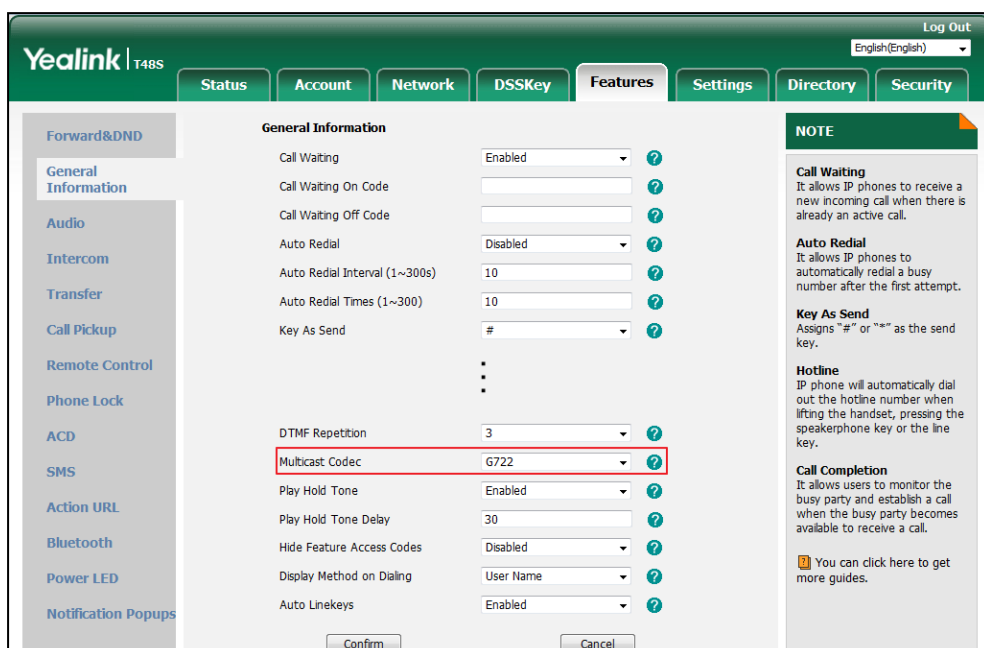 Log Out
English(English)
Yealink T48S
Status Account Network DSSKey Features Settings Directory Security
Forward&DND
General
Information
Audio
Intercom
Transfer
Call Pickup
Remote Control
Phone Lock
ACD
SMS
Action URL
Bluetooth
Power LED
Notification Popups
General Information
Call Waiting Enabled ?
Call Waiting On Code ?
Call Waiting Off Code ?
Auto Redial Disabled ?
Auto Redial Interval (1~300s) 10 ?
Auto Redial Times (1~300) 10 ?
Key As Send # ?
DTMF Repetition 3 ?
Multicast Codec G722 ?
Play Hold Tone Enabled ?
Play Hold Tone Delay 30 ?
Hide Feature Access Codes Disabled ?
Display Method on Dialing User Name ?
Auto Linekeys Enabled ?
Confirm Cancel
NOTE
Call Waiting
It allows IP phones to receive a
new incoming call when there is
already an active call.
Auto Redial
It allows IP phones to
automatically redial a busy
number after the first attempt.
Key As Send
Assigns "#" or "*" as the send
key.
Hotline
IP phone will automatically dial
out the hotline number when
lifting the handset, pressing the
speakerphone key or the line
key.
Call Completion
It allows users to monitor the
busy party and establish a call
when the busy party becomes
available to receive a call.
? You can click here to get
more guides.